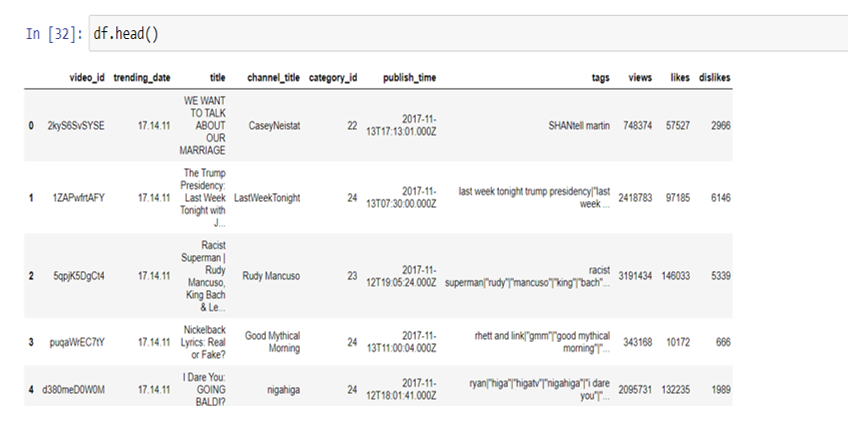 In [32]: df.head()
video_id trending_date title channel_title category_id publish_time tags views likes dislikes
0 2kyS6SvSYSE 17.14.11 WE WANT TO TALK ABOUT OUR MARRIAGE CaseyNeistat 22 2017-11-13T17:13:01.000Z SHANtell martin 748374 57527 2966
1 1ZAPwfrtAFY 17.14.11 The Trump Presidency: Last Week Tonight with J... LastWeekTonight 24 2017-11-13T07:30:00.000Z last week tonight trump presidency|"last week ... 2418783 97185 6146
2 5qpjK5DgCt4 17.14.11 Racist Superman | Rudy Mancuso, King Bach & Le... Rudy Mancuso 23 2017-11-12T19:05:24.000Z racist superman|"rudy"|"mancuso"|"king"|"bach"... 3191434 146033 5339
3 puqaWrEC7tY 17.14.11 Nickelback Lyrics: Real or Fake? Good Mythical Morning 24 2017-11-13T11:00:04.000Z rhett and link|"gmm"|"good mythical morning"|"... 343168 10172 666
4 d380meD0W0M 17.14.11 I Dare You: GOING BALD!? nigahiga 24 2017-11-12T18:01:41.000Z ryan|"higa"|"higatv"|"nigahiga"|"i dare you"|"... 2095731 132235 1989